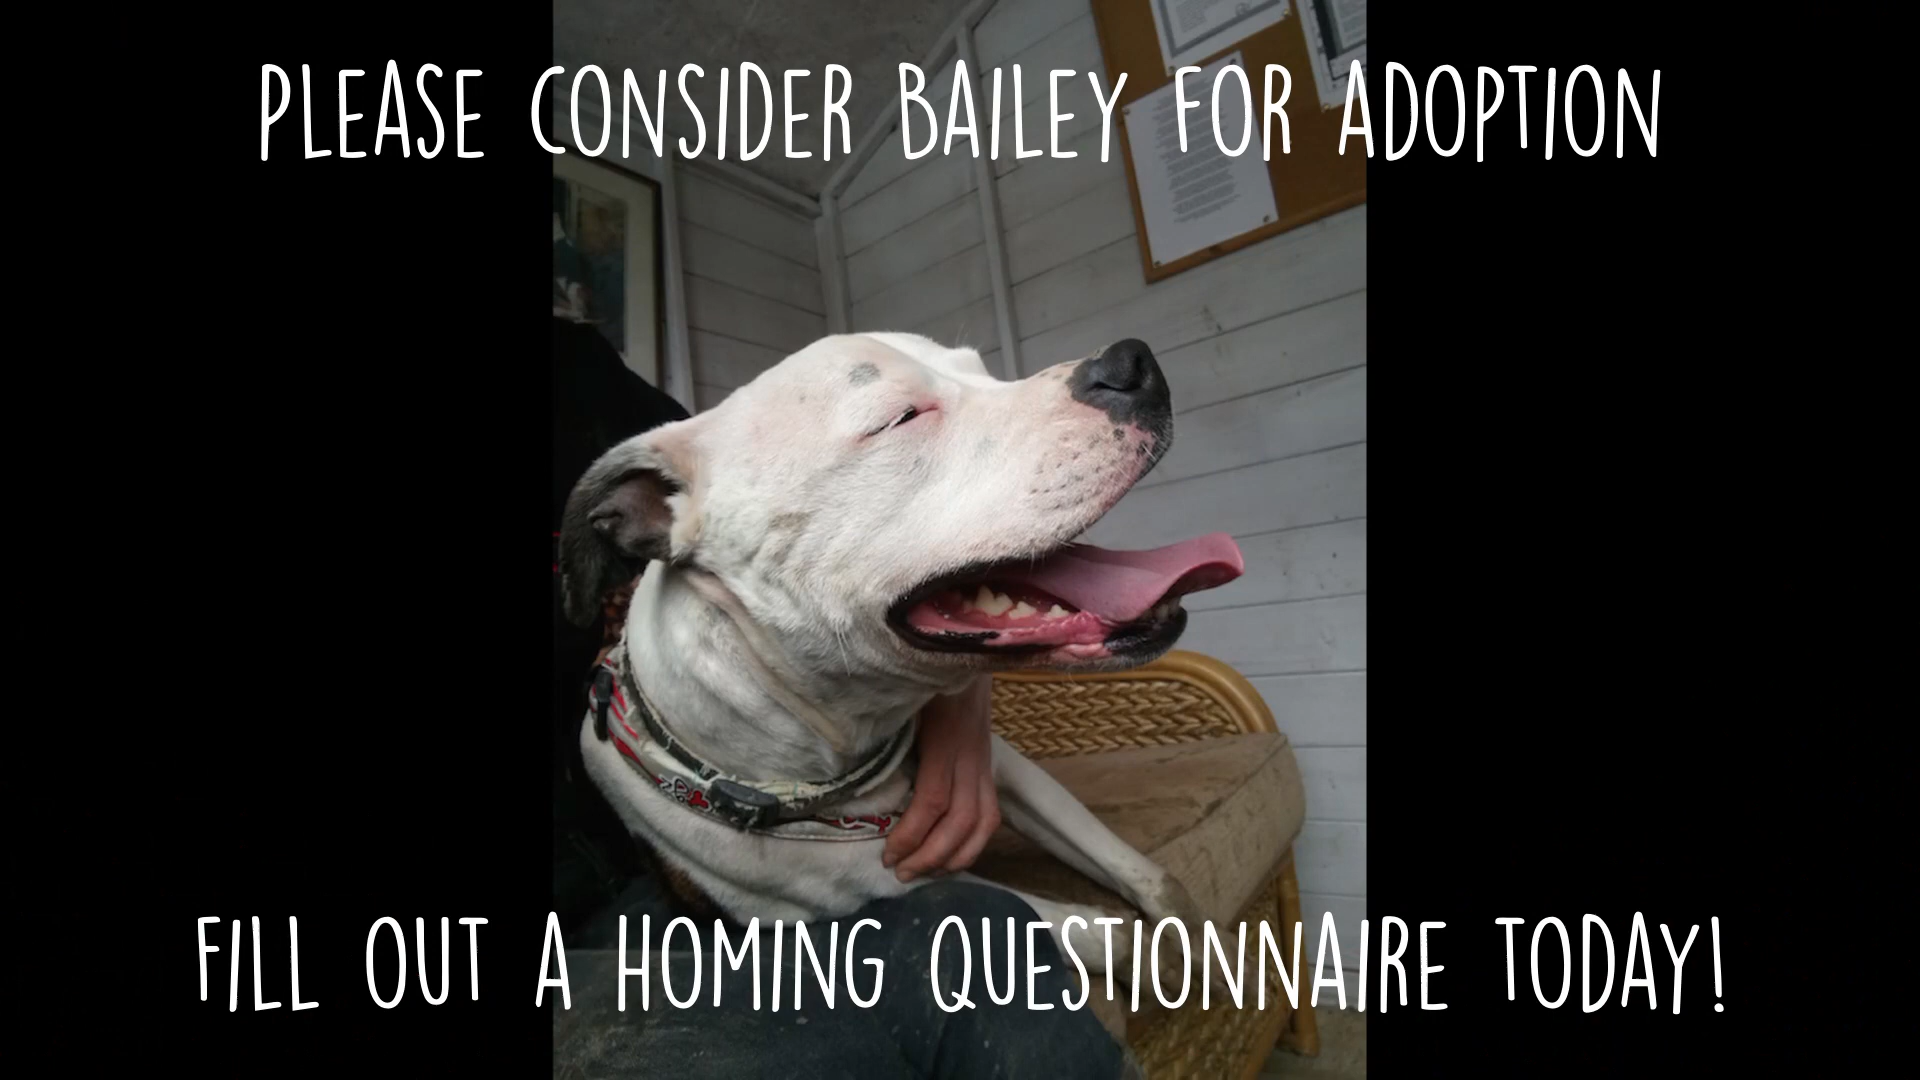 PLEASE CONSIDER BAILEY FOR ADOPTION
FILL OUT A HOMING QUESTIONNAIRE TODAY!